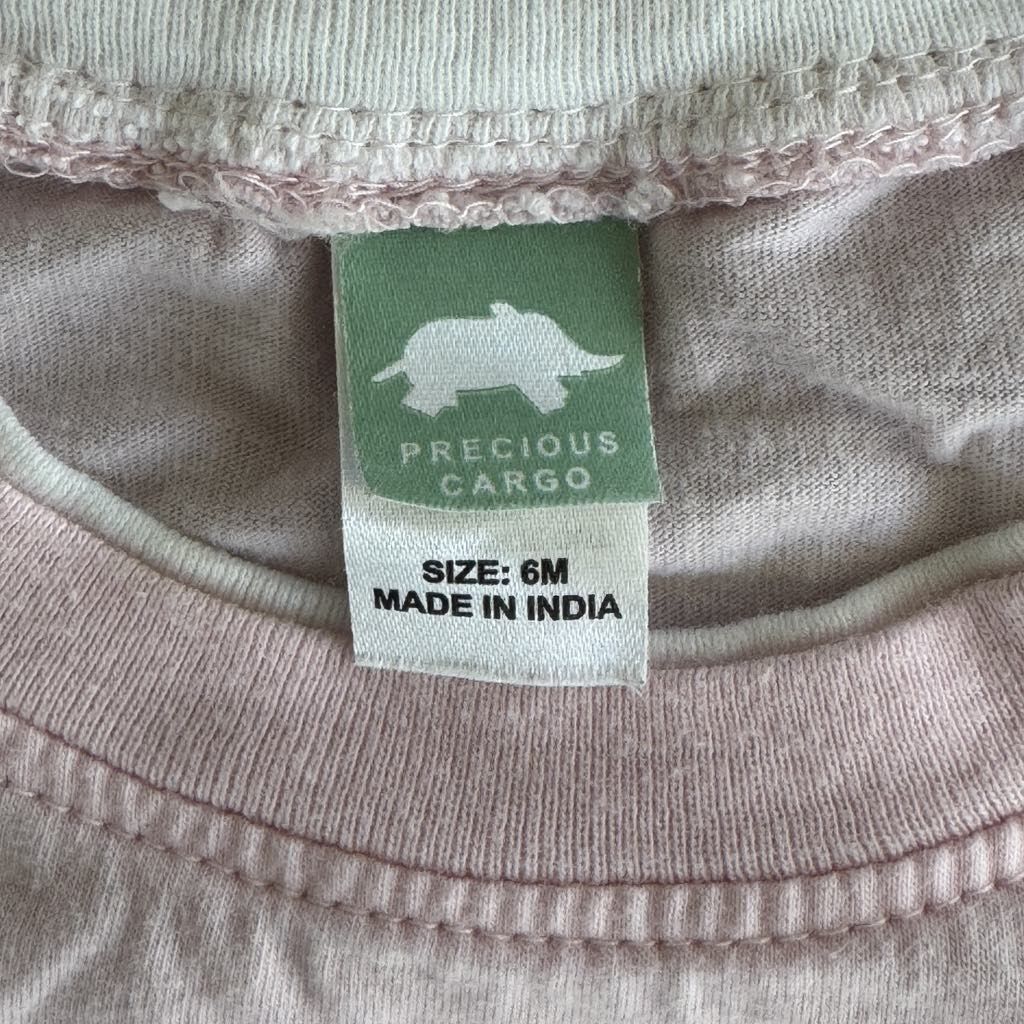 PRECIOUS
CARGO
SIZE: 6M
MADE IN INDIA